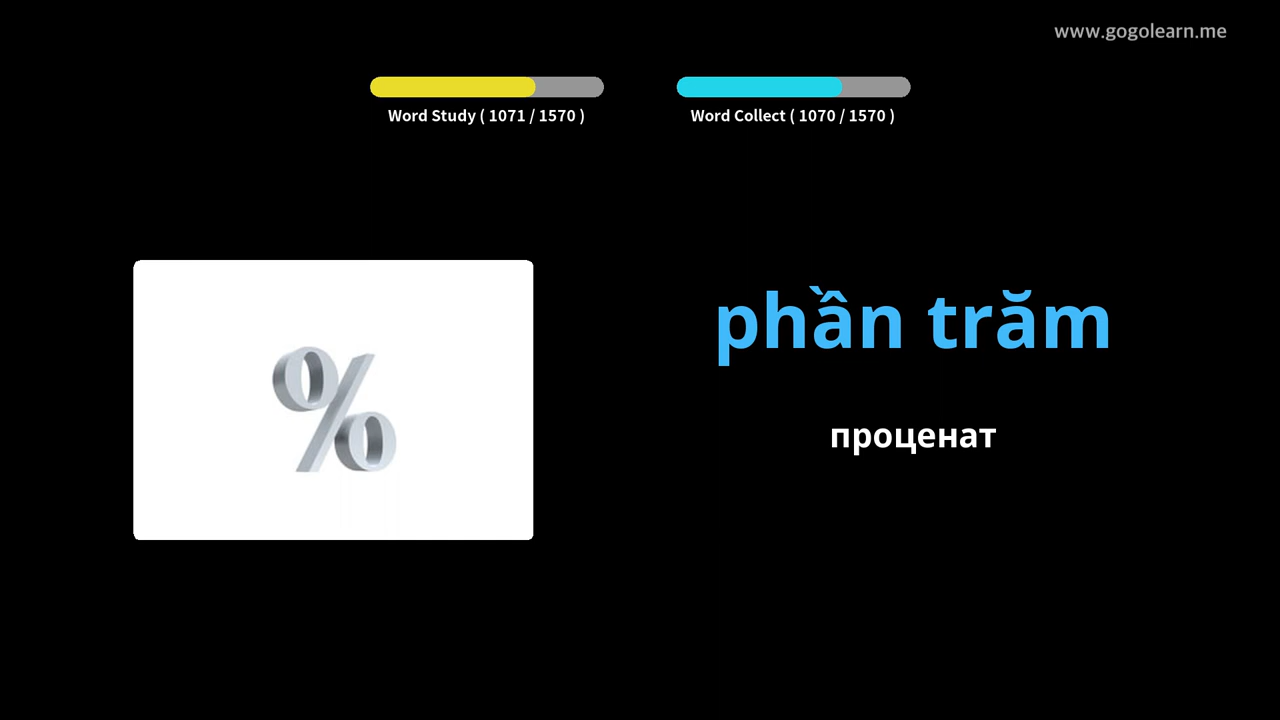 www.gogolearn.me
Word Study ( 1071 / 1570 )
Word Collect ( 1070 / 1570 )
%
phần trăm
проценат